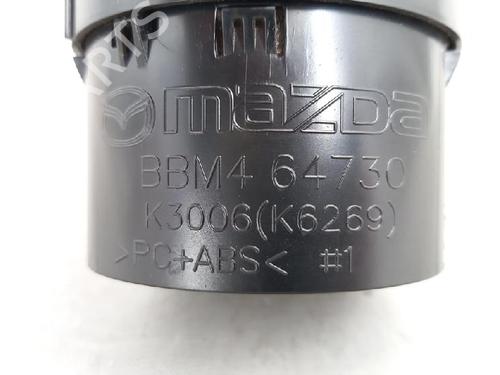 mazda
BBM4 64730
K3006(K6269)
>PC+ABS< #1